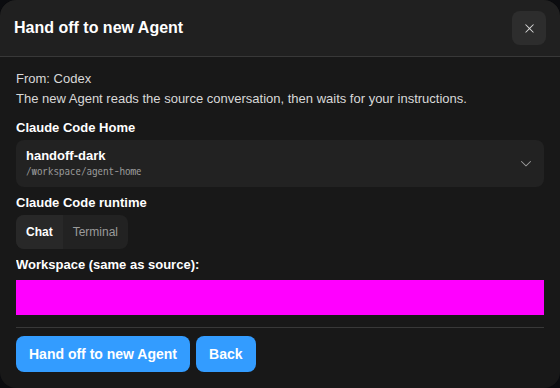 Hand off to new Agent
From: Codex
The new Agent reads the source conversation, then waits for your instructions.
Claude Code Home
handoff-dark
/workspace/agent-home
Claude Code runtime
Chat Terminal
Workspace (same as source):
Hand off to new Agent Back